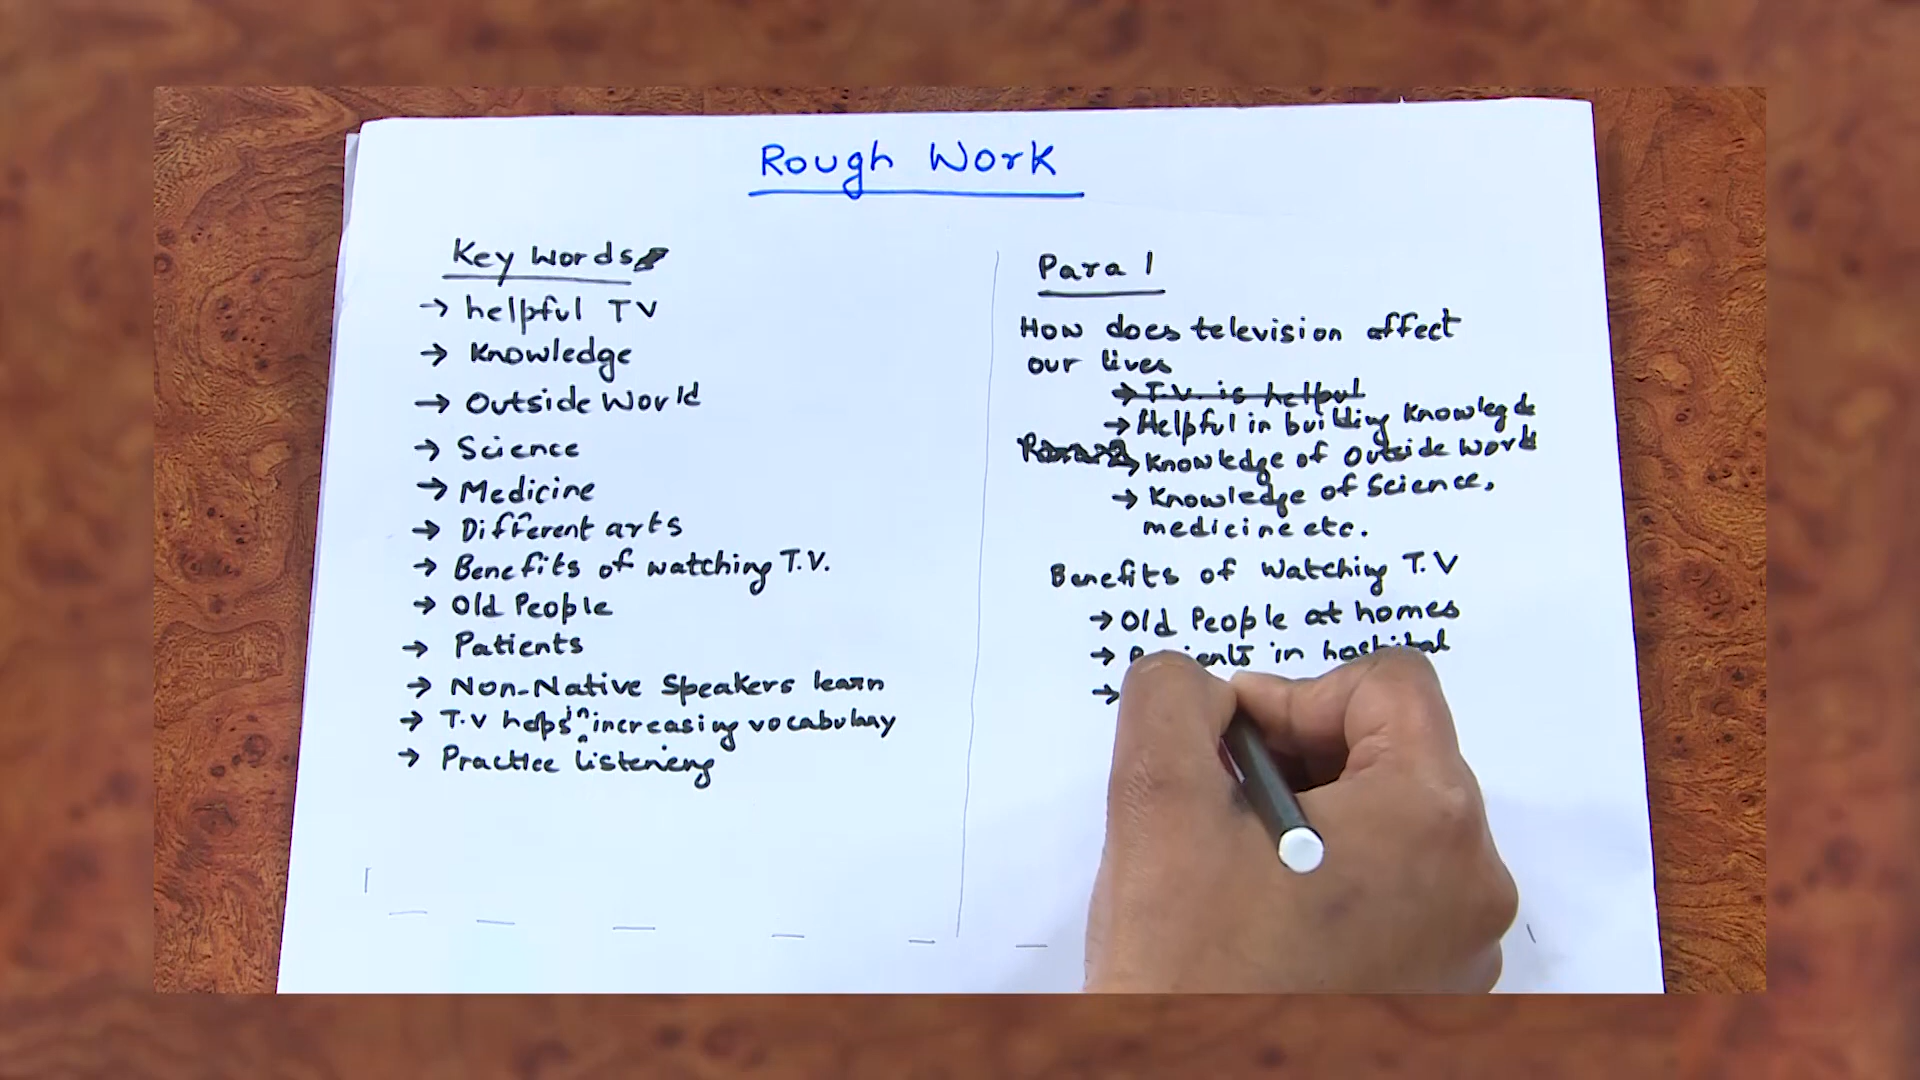 Rough Work
Key Words
→ helpful TV
→ Knowledge
→ Outside World
→ Science
→ Medicine
→ Different arts
→ Benefits of watching T.V.
→ Old People
→ Patients
→ Non-Native Speakers learn
→ T.V helps in increasing vocabulary
→ Practice listening
Para 1
How does television affect
our lives
→ T.V. is helpul
→ Helpful in building Knowlegde
→ Knowledge of Outside World
→ Knowledge of Science,
medicine etc.
Benefits of Watching T.V
→ Old People at homes
→ Patients in hospital
→